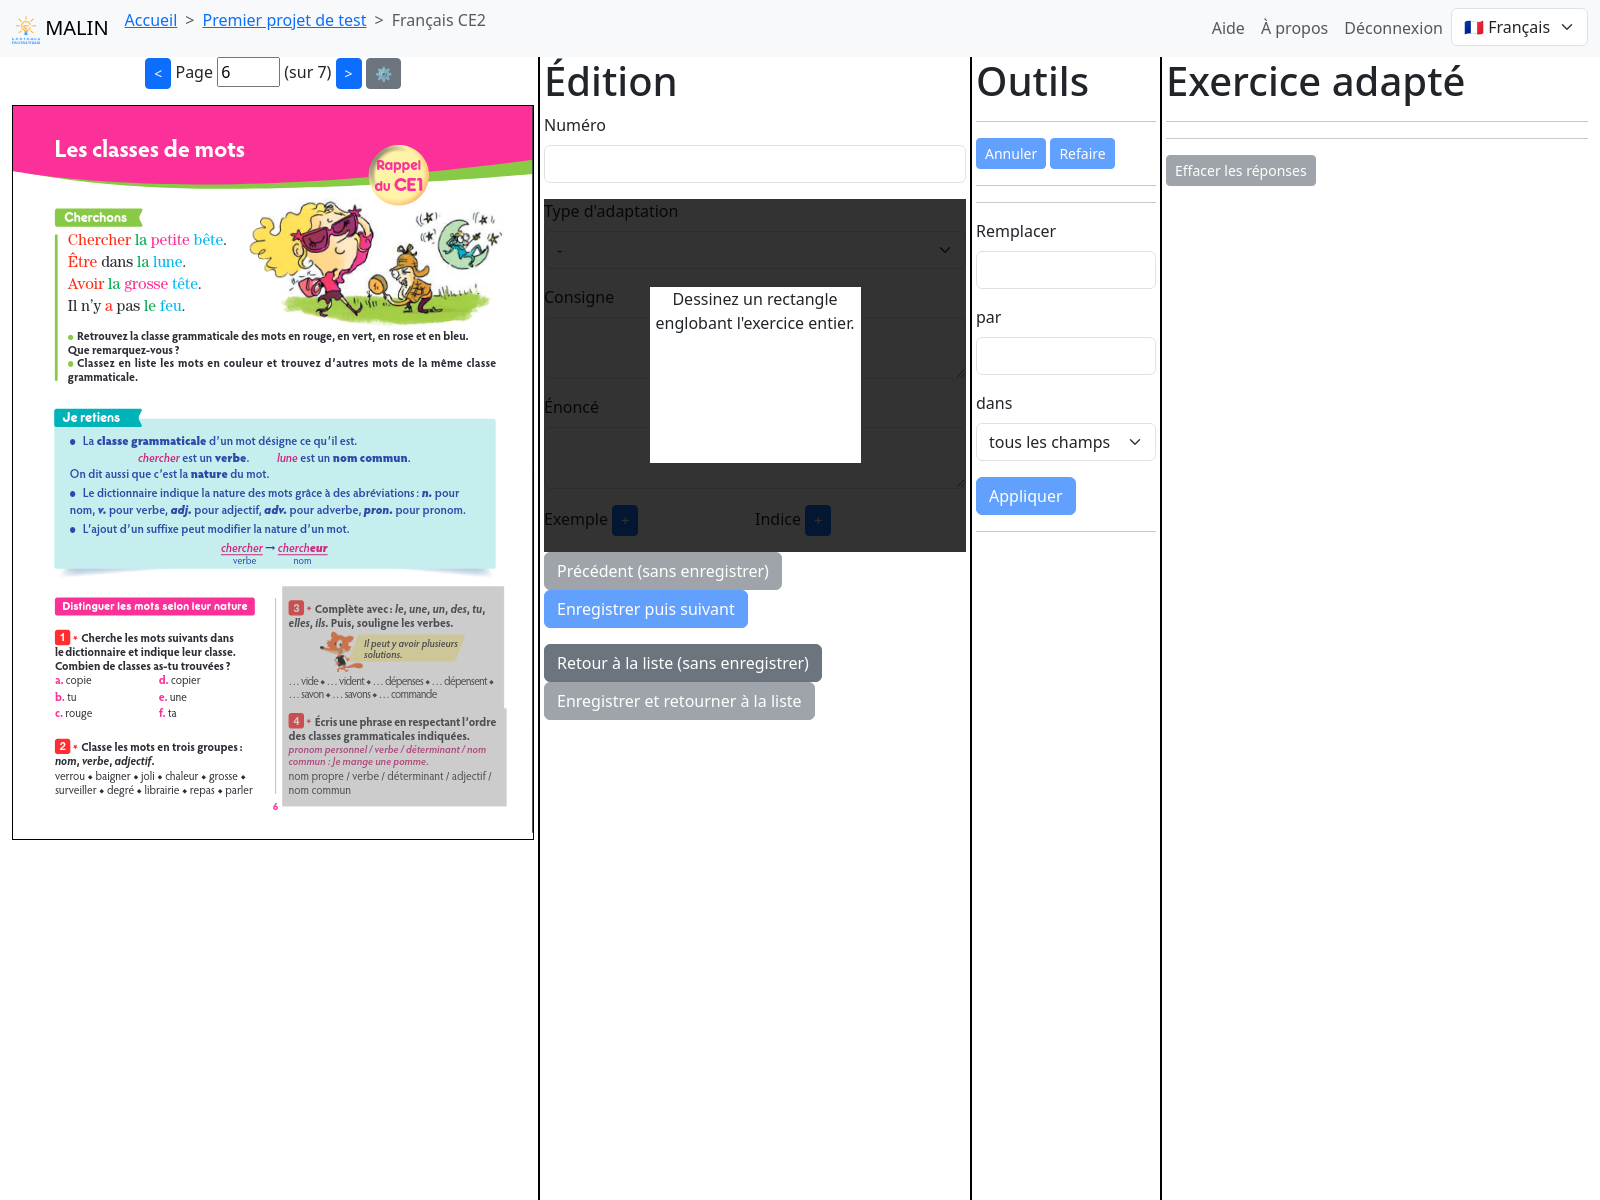 MALIN
Accueil > Premier projet de test > Français CE2
Aide À propos Déconnexion 🇫🇷 Français
< Page 6 (sur 7) > ⚙️
Les classes de mots
Rappel
du CE1
Cherchons
Chercher la petite bête.
Être dans la lune.
Avoir la grosse tête.
Il n'y a pas le feu.
• Retrouvez la classe grammaticale des mots en rouge, en vert, en rose et en bleu.
Que remarquez-vous ?
• Classez en liste les mots en couleur et trouvez d'autres mots de la même classe
grammaticale.
Je retiens
• La classe grammaticale d'un mot désigne ce qu'il est.
chercher est un verbe. lune est un nom commun.
On dit aussi que c'est la nature du mot.
• Le dictionnaire indique la nature des mots grâce à des abréviations : n. pour
nom, v. pour verbe, adj. pour adjectif, adv. pour adverbe, pron. pour pronom.
• L'ajout d'un suffixe peut modifier la nature d'un mot.
chercher → chercheur
verbe nom
Distinguer les mots selon leur nature
1 * Cherche les mots suivants dans
le dictionnaire et indique leur classe.
Combien de classes as-tu trouvées ?
a. copie d. copier
b. tu e. une
c. rouge f. ta
2 * Classe les mots en trois groupes :
nom, verbe, adjectif.
verrou ◆ baigner ◆ joli ◆ chaleur ◆ grosse ◆
surveiller ◆ degré ◆ librairie ◆ repas ◆ parler
3 * Complète avec : le, une, un, des, tu,
elles, ils. Puis, souligne les verbes.
Il peut y avoir plusieurs
solutions.
… vide ◆ … vident ◆ … dépenses ◆ … dépensent ◆
… savon ◆ … savons ◆ … commande
4 * Écris une phrase en respectant l'ordre
des classes grammaticales indiquées.
pronom personnel / verbe / déterminant / nom
commun : Je mange une pomme.
nom propre / verbe / déterminant / adjectif /
nom commun
6
Édition
Numéro
Type d'adaptation
-
Consigne
Énoncé
Exemple + Indice +
Dessinez un rectangle
englobant l'exercice entier.
Précédent (sans enregistrer)
Enregistrer puis suivant
Retour à la liste (sans enregistrer)
Enregistrer et retourner à la liste
Outils
Annuler Refaire
Remplacer
par
dans
tous les champs
Appliquer
Exercice adapté
Effacer les réponses